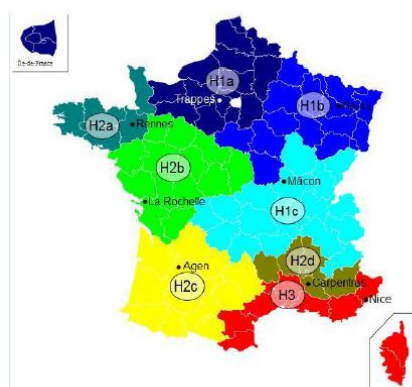 Île-de-France
H1a
Trappes
H1b
H2a
Rennes
H2b
Mâcon
La Rochelle
H1c
H2d
Agen
Carpentras
H2c
H3
Nice